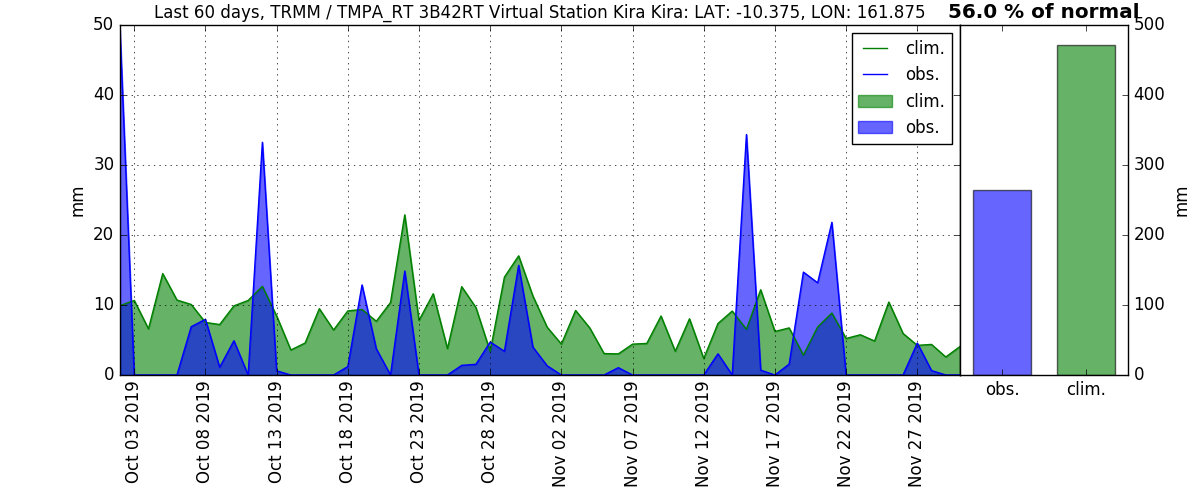 Last 60 days, TRMM / TMPA_RT 3B42RT Virtual Station Kira Kira: LAT: -10.375, LON: 161.875
56.0 % of normal
50
40
30
20
10
0
mm
clim.
obs.
clim.
obs.
500
400
300
200
100
0
mm
Oct 03 2019
Oct 08 2019
Oct 13 2019
Oct 18 2019
Oct 23 2019
Oct 28 2019
Nov 02 2019
Nov 07 2019
Nov 12 2019
Nov 17 2019
Nov 22 2019
Nov 27 2019
obs.
clim.